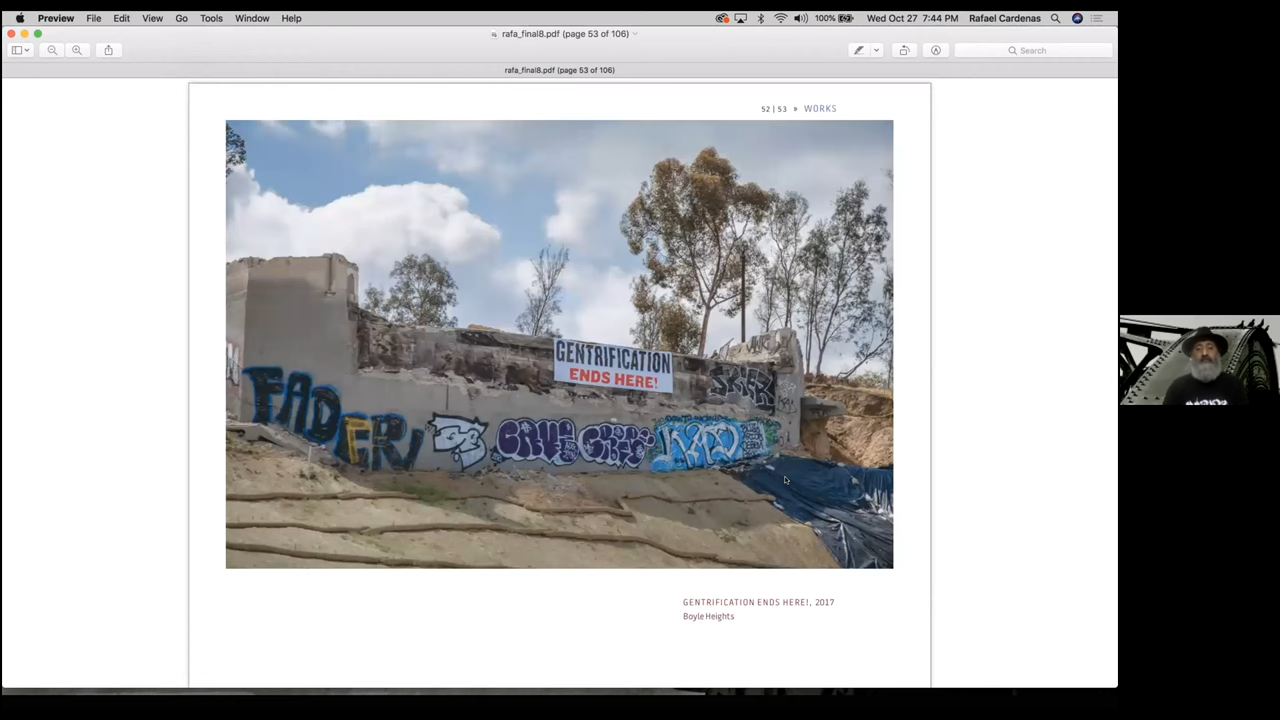 Preview File Edit View Go Tools Window Help 100% Wed Oct 27 7:44 PM Rafael Cardenas
rafa_final8.pdf (page 53 of 106)
Search
rafa_final8.pdf (page 53 of 106)
52 | 53 » WORKS
GENTRIFICATION
ENDS HERE!
FADER
GENTRIFICATION ENDS HERE!, 2017
Boyle Heights